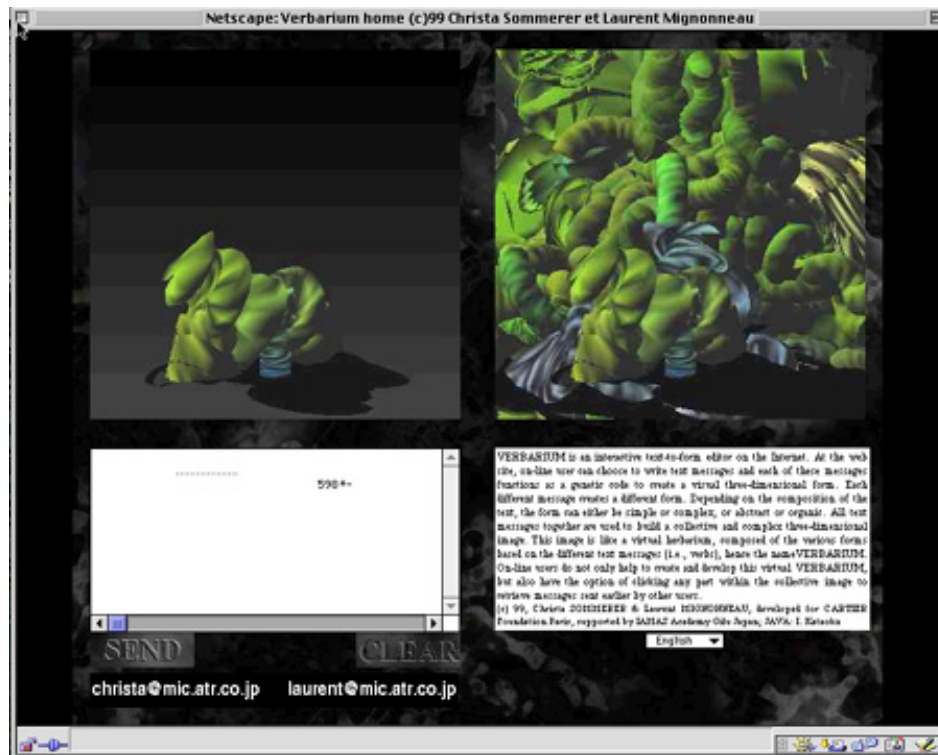 Netscape: Verbarium home (c)99 Christa Sommerer et Laurent Mignonneau
598+-
VERBARIUM is an interactive text-to-form editor on the Internet. At the web
site, on-line user can choose to write text messages and each of these messages
functions as a genetic code to create a virtual three-dimensional form. Each
different message creates a different form. Depending on the composition of the
text, the form can either be simple or complex, or abstract or organic. All text
messages together are used to build a collective and complex three-dimensional
image. This image is like a virtual herbarium, composed of the various forms
based on the different text messages (i.e., verbs), hence the nameVERBARIUM.
On-line users do not only help to create and develop this virtual VERBARIUM,
but also have the option of clicking any part within the collective image to
retrieve messages sent earlier by other users.
(c) 99, Christa SOMMERER & Laurent MIGNONNEAU, developed for CARTIER
Foundation Paris, supported by IAMAS Academy Gifu Japan, JAVA: I.
English
SEND CLEAR
christa@mic.atr.co.jp laurent@mic.atr.co.jp